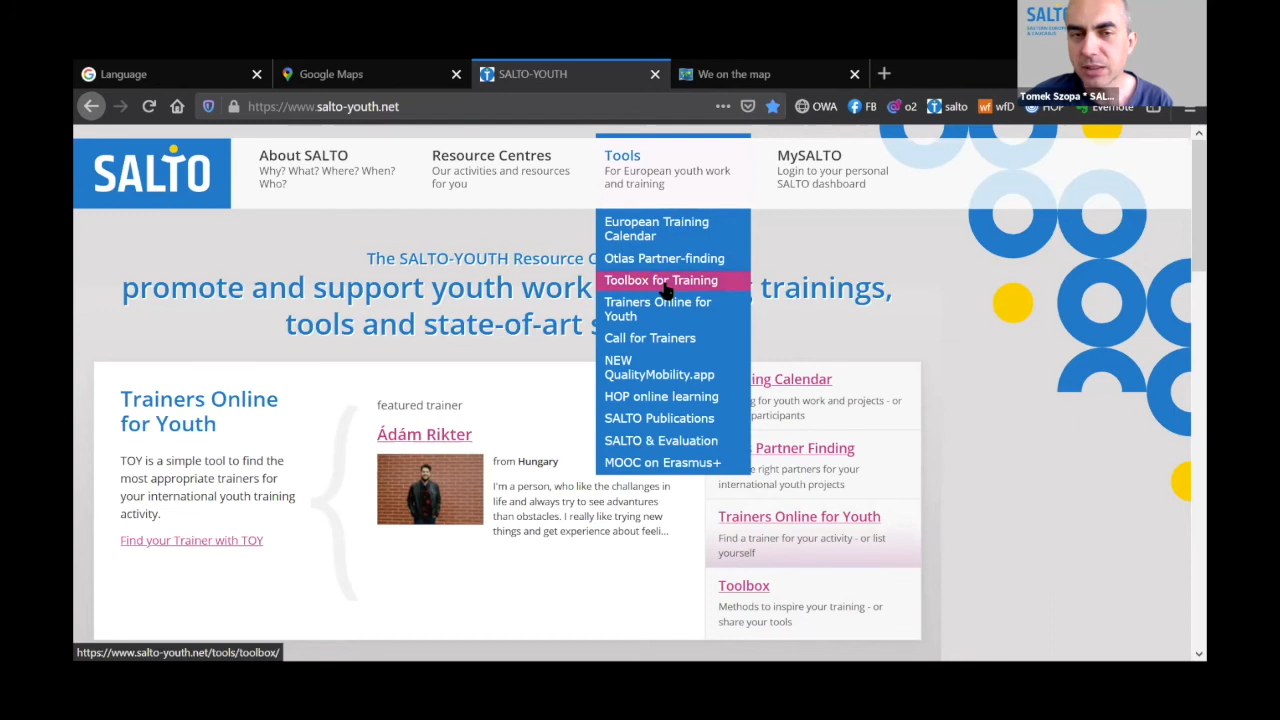 SALTO
EASTERN EUROPE
& CAUCASUS
Tomek Szopa * SAL...
Language
Google Maps
SALTO-YOUTH
We on the map
https://www.salto-youth.net
OWA
FB
o2
salto
wfD
HOP
Evernote
SALTO
About SALTO
Why? What? Where? When?
Who?
Resource Centres
Our activities and resources
for you
Tools
For European youth work
and training
MySALTO
Login to your personal
SALTO dashboard
European Training
Calendar
Otlas Partner-finding
Toolbox for Training
Trainers Online for
Youth
Call for Trainers
NEW
QualityMobility.app
HOP online learning
SALTO Publications
SALTO & Evaluation
MOOC on Erasmus+
The SALTO-YOUTH Resource C
promote and support youth work trainings,
tools and state-of-art s
Trainers Online
for Youth
TOY is a simple tool to find the
most appropriate trainers for
your international youth training
activity.
Find your Trainer with TOY
featured trainer
Ádám Rikter
from Hungary
I'm a person, who like the challenges in
life and always try to see advantures
than obstacles. I really like trying new
things and get experience about feeli...
ing Calendar
g for youth work and projects - or
articipants
Partner Finding
e right partners for your
international youth projects
Trainers Online for Youth
Find a trainer for your activity - or list
yourself
Toolbox
Methods to inspire your training - or
share your tools
https://www.salto-youth.net/tools/toolbox/